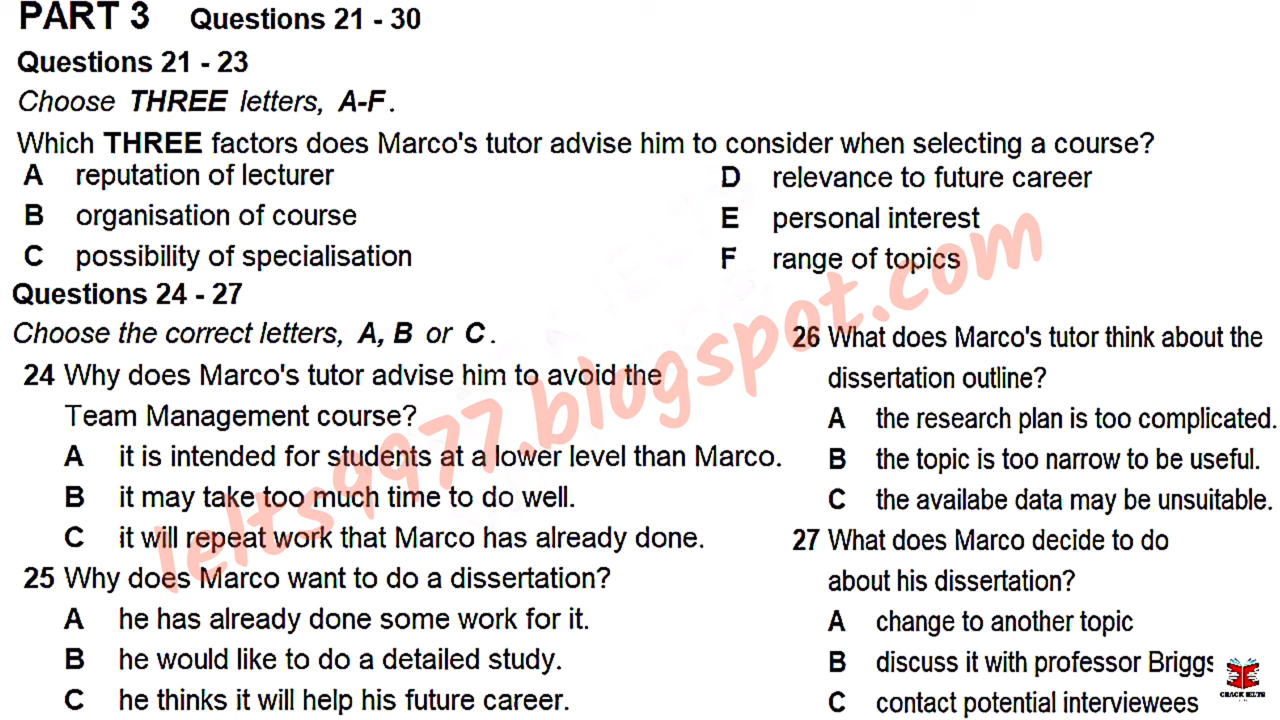 PART 3 Questions 21 - 30
Questions 21 - 23
Choose THREE letters, A-F.
Which THREE factors does Marco's tutor advise him to consider when selecting a course?
A reputation of lecturer
B organisation of course
C possibility of specialisation
D relevance to future career
E personal interest
F range of topics
Questions 24 - 27
Choose the correct letters, A, B or C.
24 Why does Marco's tutor advise him to avoid the
Team Management course?
A it is intended for students at a lower level than Marco.
B it may take too much time to do well.
C it will repeat work that Marco has already done.
25 Why does Marco want to do a dissertation?
A he has already done some work for it.
B he would like to do a detailed study.
C he thinks it will help his future career.
26 What does Marco's tutor think about the
dissertation outline?
A the research plan is too complicated.
B the topic is too narrow to be useful.
C the availabe data may be unsuitable.
27 What does Marco decide to do
about his dissertation?
A change to another topic
B discuss it with professor Briggs
C contact potential interviewees
Ielts9977.blogspot.com
CRACK IELTS